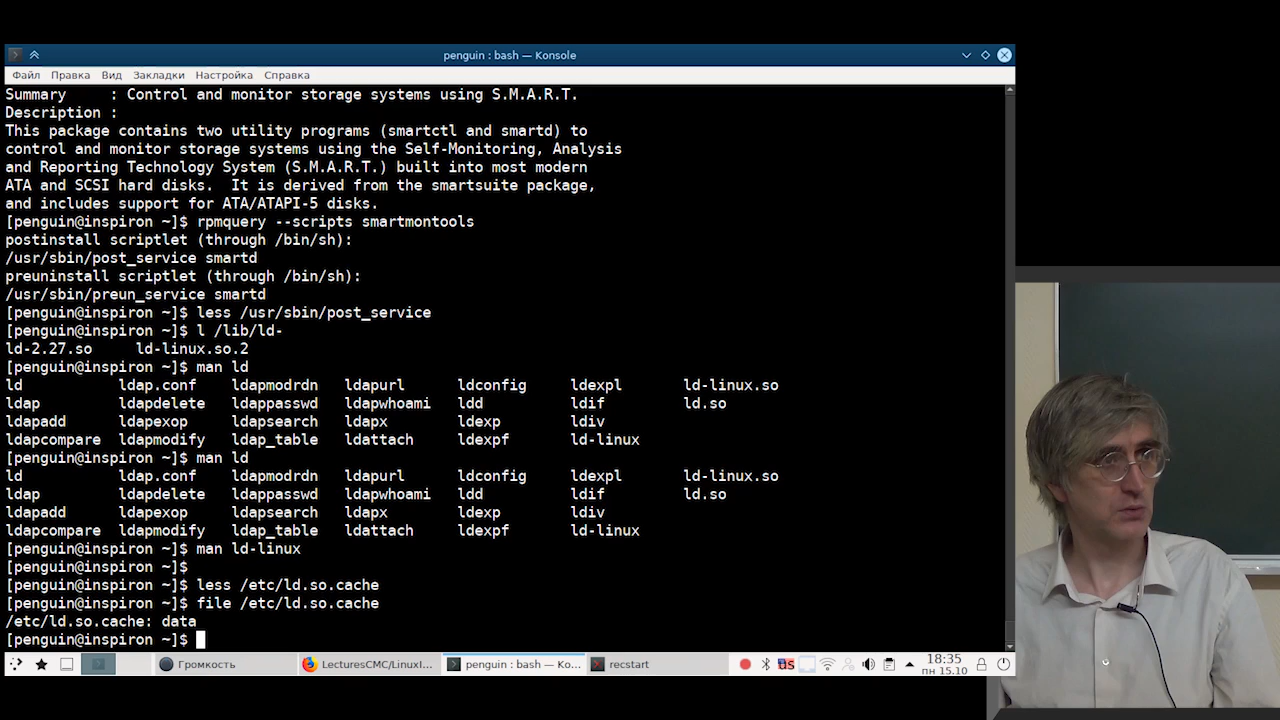 penguin : bash — Konsole
Файл Правка Вид Закладки Настройка Справка
Summary     : Control and monitor storage systems using S.M.A.R.T.
Description :
This package contains two utility programs (smartctl and smartd) to
control and monitor storage systems using the Self-Monitoring, Analysis
and Reporting Technology System (S.M.A.R.T.) built into most modern
ATA and SCSI hard disks.  It is derived from the smartsuite package,
and includes support for ATA/ATAPI-5 disks.
[penguin@inspiron ~]$ rpmquery --scripts smartmontools
postinstall scriptlet (through /bin/sh):
/usr/sbin/post_service smartd
preuninstall scriptlet (through /bin/sh):
/usr/sbin/preun_service smartd
[penguin@inspiron ~]$ less /usr/sbin/post_service
[penguin@inspiron ~]$ l /lib/ld-
ld-2.27.so     ld-linux.so.2
[penguin@inspiron ~]$ man ld
ld           ldap.conf    ldapmodrdn   ldapurl      ldconfig     ldexpl       ld-linux.so
ldap         ldapdelete   ldappasswd   ldapwhoami   ldd          ldif         ld.so
ldapadd      ldapexop     ldapsearch   ldapx        ldexp        ldiv
ldapcompare  ldapmodify   ldap_table   ldattach     ldexpf       ld-linux
[penguin@inspiron ~]$ man ld
ld           ldap.conf    ldapmodrdn   ldapurl      ldconfig     ldexpl       ld-linux.so
ldap         ldapdelete   ldappasswd   ldapwhoami   ldd          ldif         ld.so
ldapadd      ldapexop     ldapsearch   ldapx        ldexp        ldiv
ldapcompare  ldapmodify   ldap_table   ldattach     ldexpf       ld-linux
[penguin@inspiron ~]$ man ld-linux
[penguin@inspiron ~]$
[penguin@inspiron ~]$ less /etc/ld.so.cache
[penguin@inspiron ~]$ file /etc/ld.so.cache
/etc/ld.so.cache: data
[penguin@inspiron ~]$
Громкость LecturesCMC/LinuxI... penguin : bash — Ko... recstart us 18:35
пн 15.10